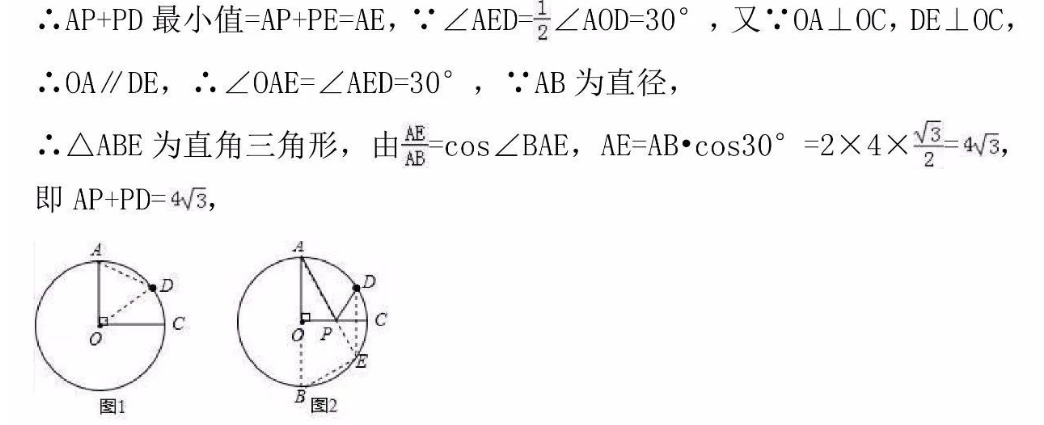 ∴AP+PD 最小值=AP+PE=AE, ∵∠AED=1/2∠AOD=30°，又∵OA⊥OC, DE⊥OC,
∴OA∥DE, ∴∠OAE=∠AED=30°，∵AB 为直径,
∴△ABE 为直角三角形, 由AE/AB=cos∠BAE, AE=AB•cos30° =2×4×√3/2=4√3,
即 AP+PD=4√3,
A
D
O
C
图1
A
D
O
P
C
E
B
图2